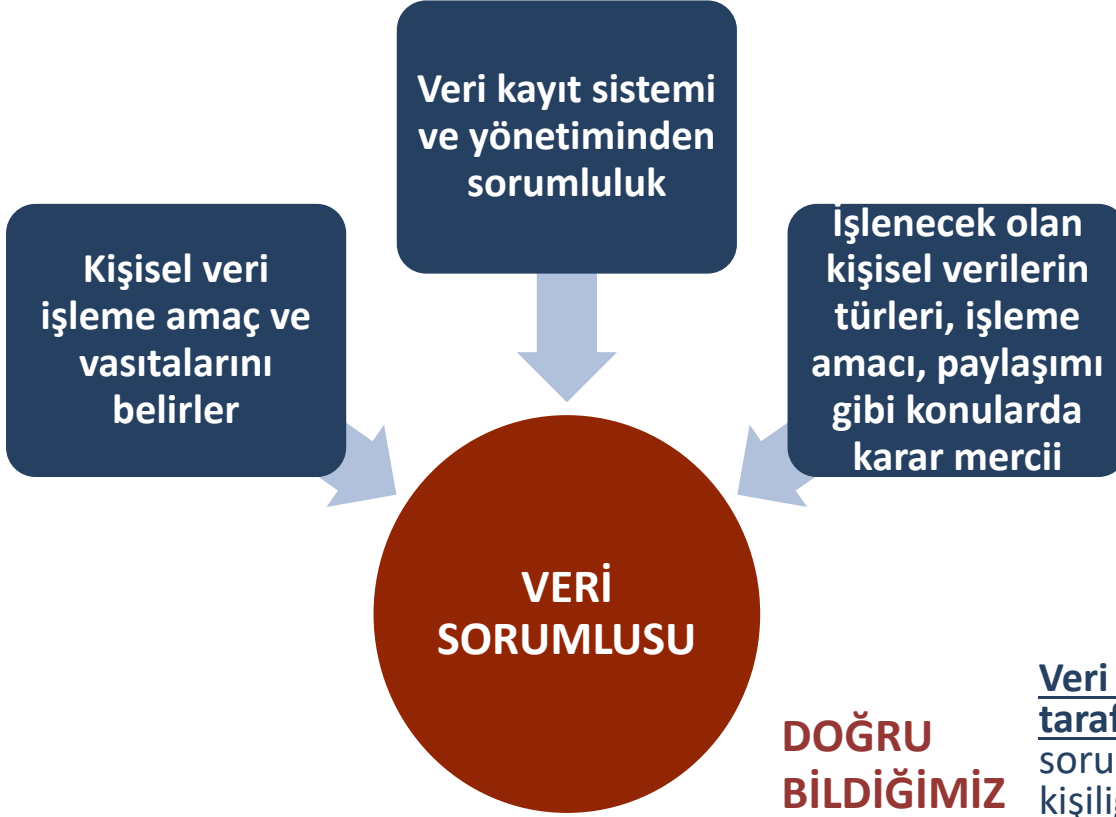 Veri kayıt sistemi
ve yönetiminden
sorumluluk
Kişisel veri
işleme amaç ve
vasıtalarını
belirler
İşlenecek olan
kişisel verilerin
türleri, işleme
amacı, paylaşımı
gibi konularda
karar mercii
VERİ
SORUMLUSU
DOĞRU
BİLDİĞİMİZ
Veri